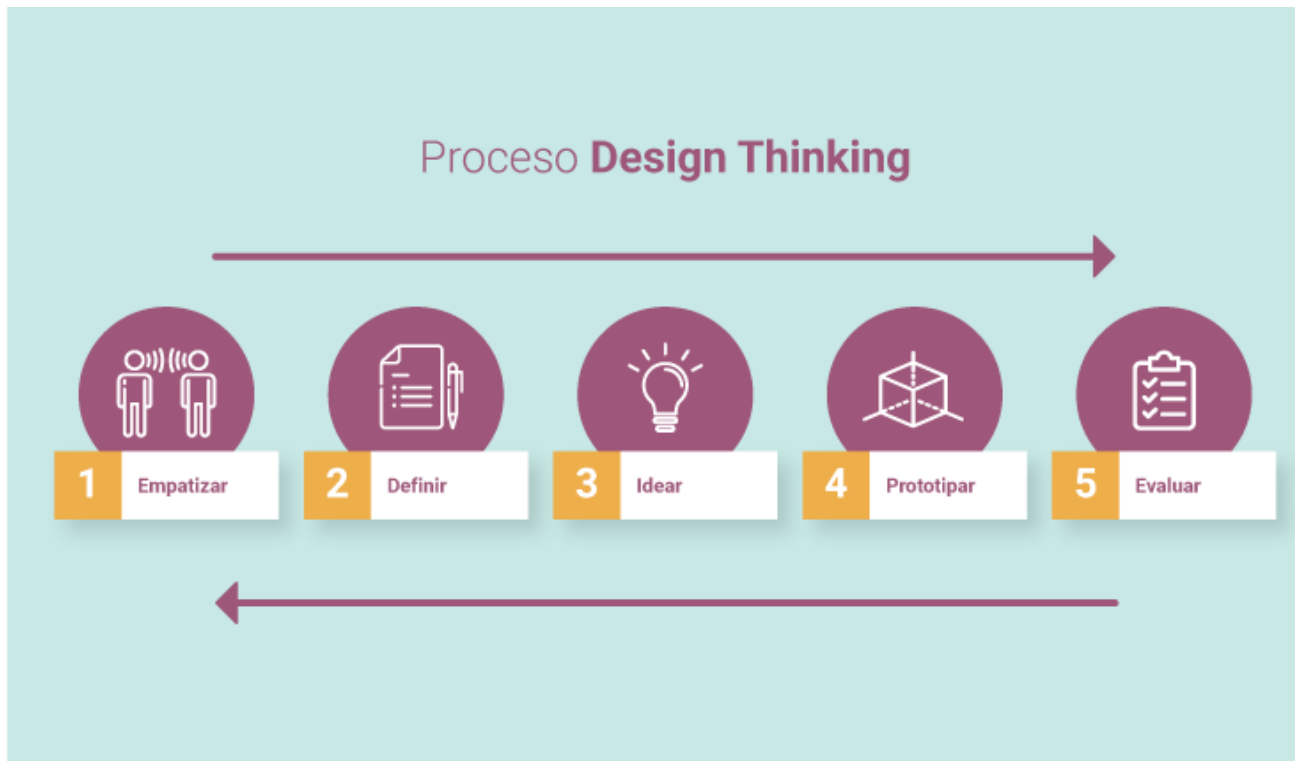 Proceso Design Thinking
1 Empatizar
2 Definir
3 Idear
4 Prototipar
5 Evaluar